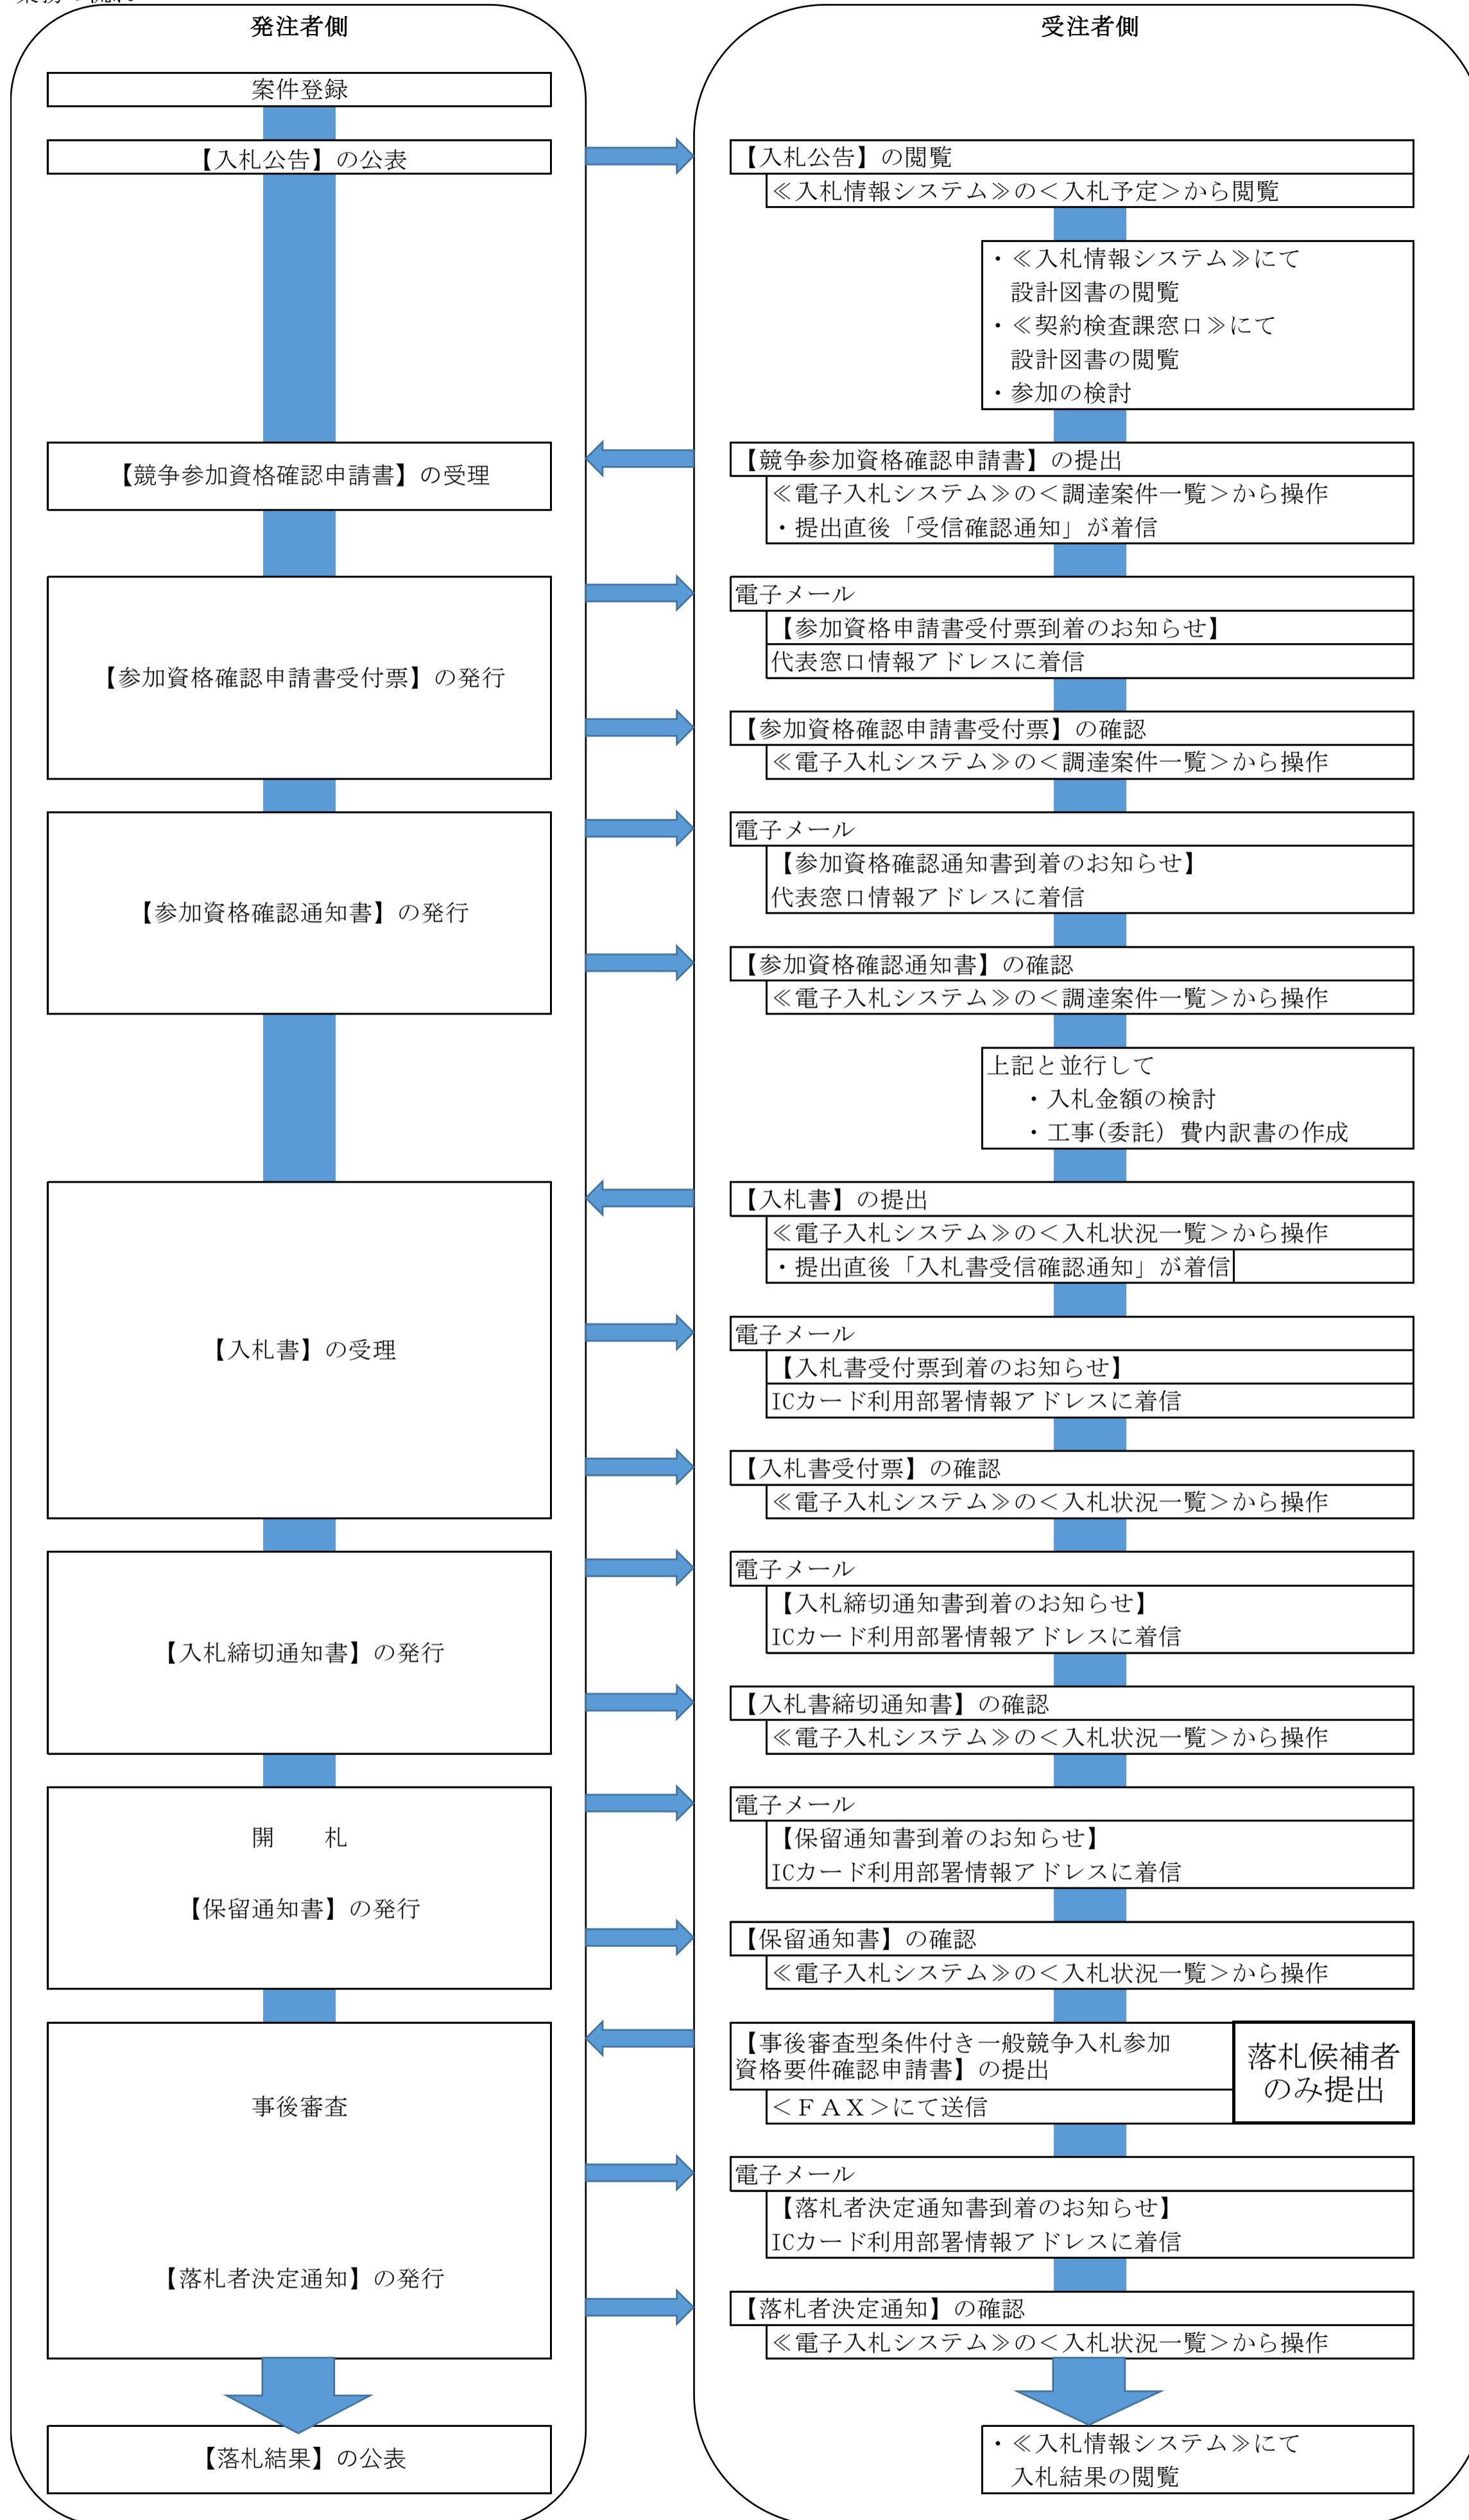 発注者側
受注者側
案件登録
【入札公告】の公表
【入札公告】の閲覧
≪入札情報システム≫の＜入札予定＞から閲覧
・≪入札情報システム≫にて
設計図書の閲覧
・≪契約検査課窓口≫にて
設計図書の閲覧
・参加の検討
【競争参加資格確認申請書】の受理
【競争参加資格確認申請書】の提出
≪電子入札システム≫の＜調達案件一覧＞から操作
・提出直後「受信確認通知」が着信
【参加資格確認申請書受付票】の発行
電子メール
【参加資格申請書受付票到着のお知らせ】
代表窓口情報アドレスに着信
【参加資格確認申請書受付票】の確認
≪電子入札システム≫の＜調達案件一覧＞から操作
【参加資格確認通知書】の発行
電子メール
【参加資格確認通知書到着のお知らせ】
代表窓口情報アドレスに着信
【参加資格確認通知書】の確認
≪電子入札システム≫の＜調達案件一覧＞から操作
上記と並行して
・入札金額の検討
・工事(委託）費内訳書の作成
【入札書】の受理
【入札書】の提出
≪電子入札システム≫の＜入札状況一覧＞から操作
・提出直後「入札書受信確認通知」が着信
電子メール
【入札書受付票到着のお知らせ】
ICカード利用部署情報アドレスに着信
【入札書受付票】の確認
≪電子入札システム≫の＜入札状況一覧＞から操作
【入札締切通知書】の発行
電子メール
【入札締切通知書到着のお知らせ】
ICカード利用部署情報アドレスに着信
【入札書締切通知書】の確認
≪電子入札システム≫の＜入札状況一覧＞から操作
開　　札
【保留通知書】の発行
電子メール
【保留通知書到着のお知らせ】
ICカード利用部署情報アドレスに着信
【保留通知書】の確認
≪電子入札システム≫の＜入札状況一覧＞から操作
事後審査
【事後審査型条件付き一般競争入札参加
資格要件確認申請書】の提出
＜ＦＡＸ＞にて送信
落札候補者
のみ提出
電子メール
【落札者決定通知書到着のお知らせ】
ICカード利用部署情報アドレスに着信
【落札者決定通知】の発行
【落札者決定通知】の確認
≪電子入札システム≫の＜入札状況一覧＞から操作
【落札結果】の公表
・≪入札情報システム≫にて
入札結果の閲覧